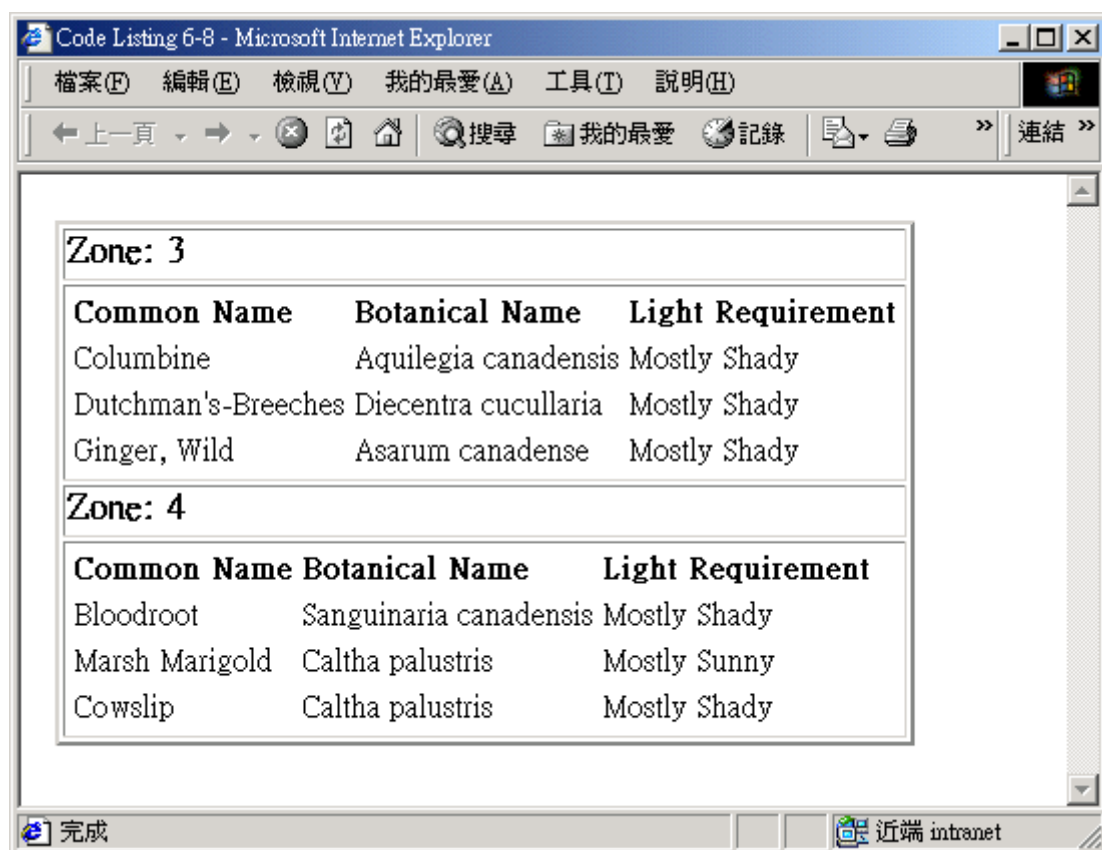 Code Listing 6-8 - Microsoft Internet Explorer
檔案(F) 編輯(E) 檢視(V) 我的最愛(A) 工具(T) 說明(H)
上一頁 搜尋 我的最愛 記錄 » 連結 »
Zone: 3
Common Name Botanical Name Light Requirement
Columbine Aquilegia canadensis Mostly Shady
Dutchman's-Breeches Diecentra cucullaria Mostly Shady
Ginger, Wild Asarum canadense Mostly Shady
Zone: 4
Common Name Botanical Name Light Requirement
Bloodroot Sanguinaria canadensis Mostly Shady
Marsh Marigold Caltha palustris Mostly Sunny
Cowslip Caltha palustris Mostly Shady
完成 近端 intranet